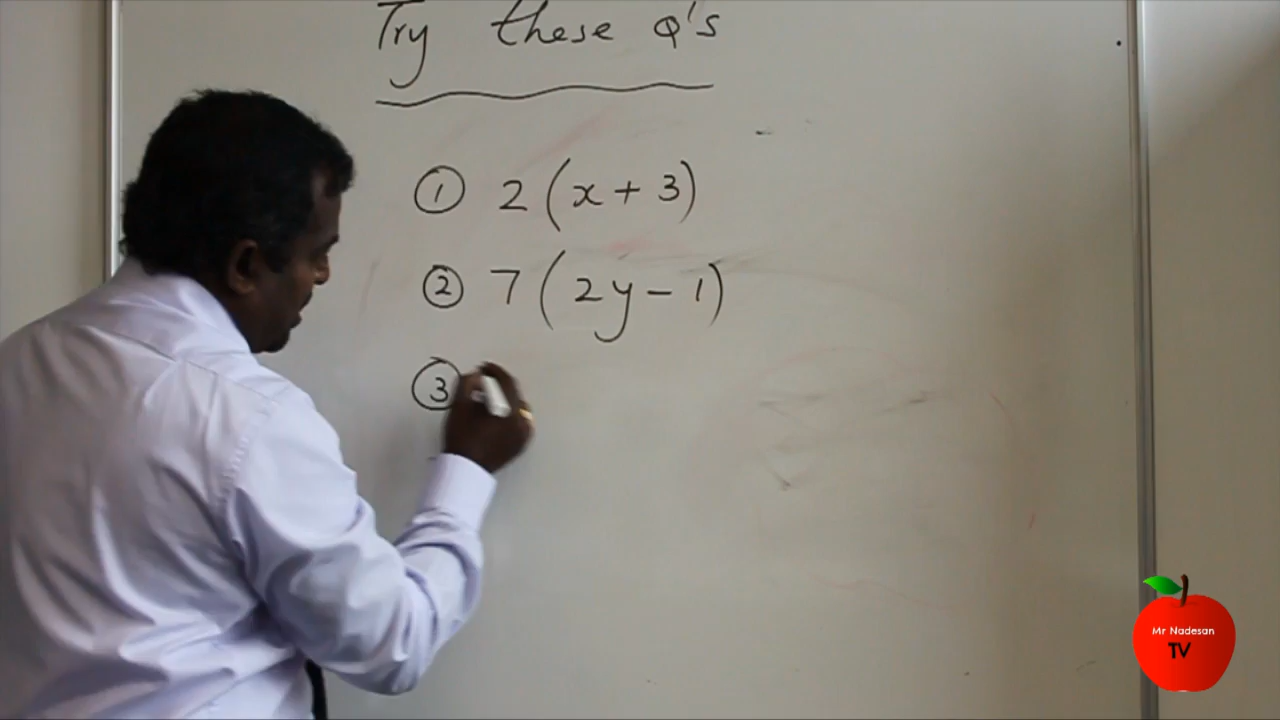 Try these Q's
① 2(x+3)
② 7(2y-1)
③
Mr Nadesan
TV